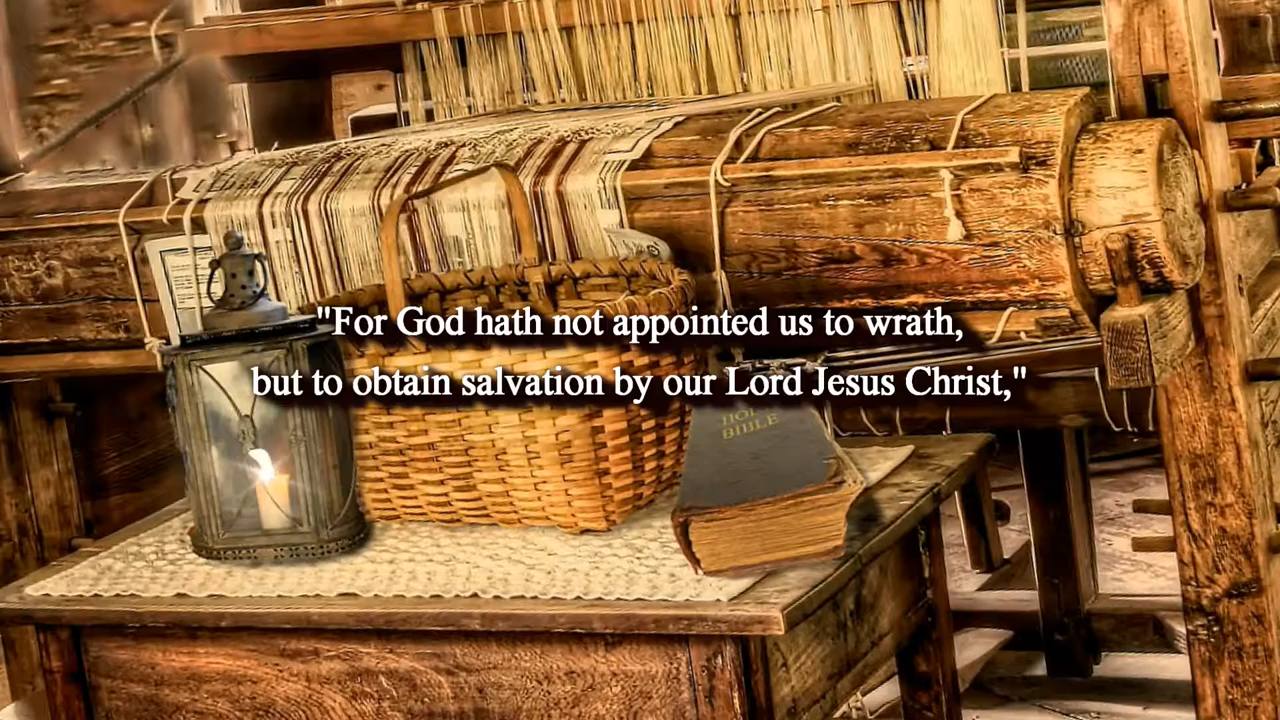 "For God hath not appointed us to wrath,
but to obtain salvation by our Lord Jesus Christ,"
HOLY
BIBLE